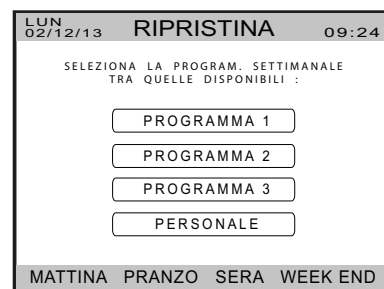 LUN
02/12/13 RIPRISTINA 09:24
SELEZIONA LA PROGRAM. SETTIMANALE
TRA QUELLE DISPONIBILI :
PROGRAMMA 1
PROGRAMMA 2
PROGRAMMA 3
PERSONALE
MATTINA PRANZO SERA WEEK END